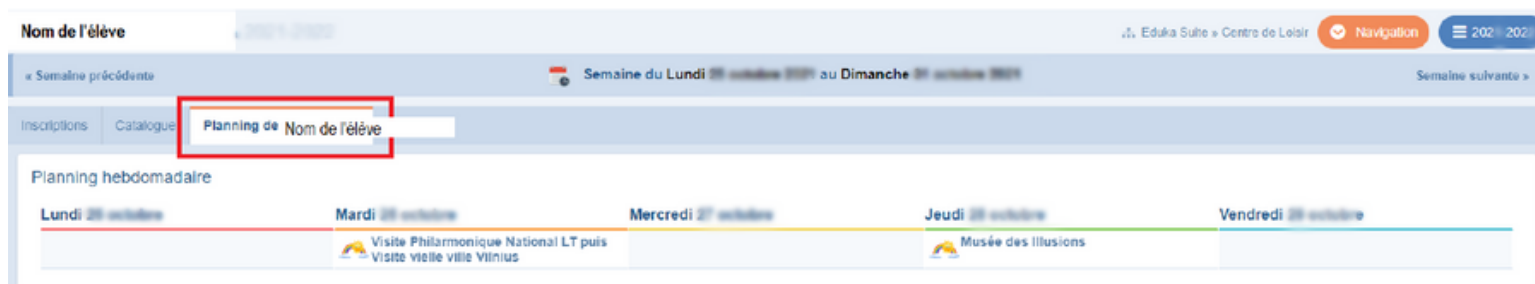 Nom de l'élève
Eduka Suite » Centre de Loisir
Navigation
« Semaine précédente
Semaine du Lundi au Dimanche
Semaine suivante »
Inscriptions
Catalogue
Planning de Nom de l'élève
Planning hebdomadaire
Lundi
Mardi
Mercredi
Jeudi
Vendredi
Visite Philarmonique National LT puis
Visite vielle ville Vilnius
Musée des Illusions